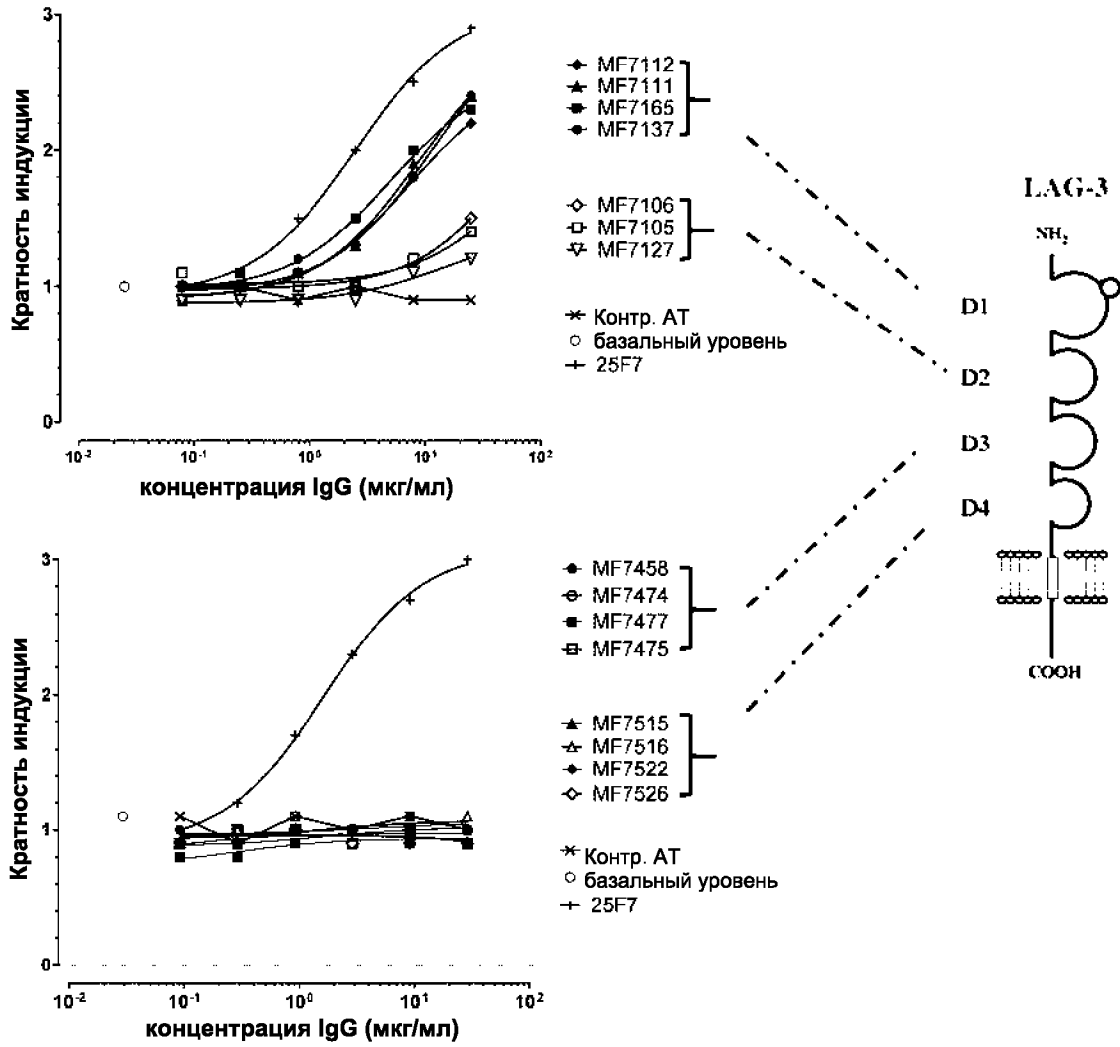 3
2
1
0
Кратность индукции
10-2
10-1
100
101
102
концентрация IgG (мкг/мл)
MF7112
MF7111
MF7165
MF7137
MF7106
MF7105
MF7127
Контр. АТ
базальный уровень
25F7
3
2
1
0
Кратность индукции
10-2
10-1
100
101
102
концентрация IgG (мкг/мл)
MF7458
MF7474
MF7477
MF7475
MF7515
MF7516
MF7522
MF7526
Контр. АТ
базальный уровень
25F7
LAG-3
NH2
D1
D2
D3
D4
COOH